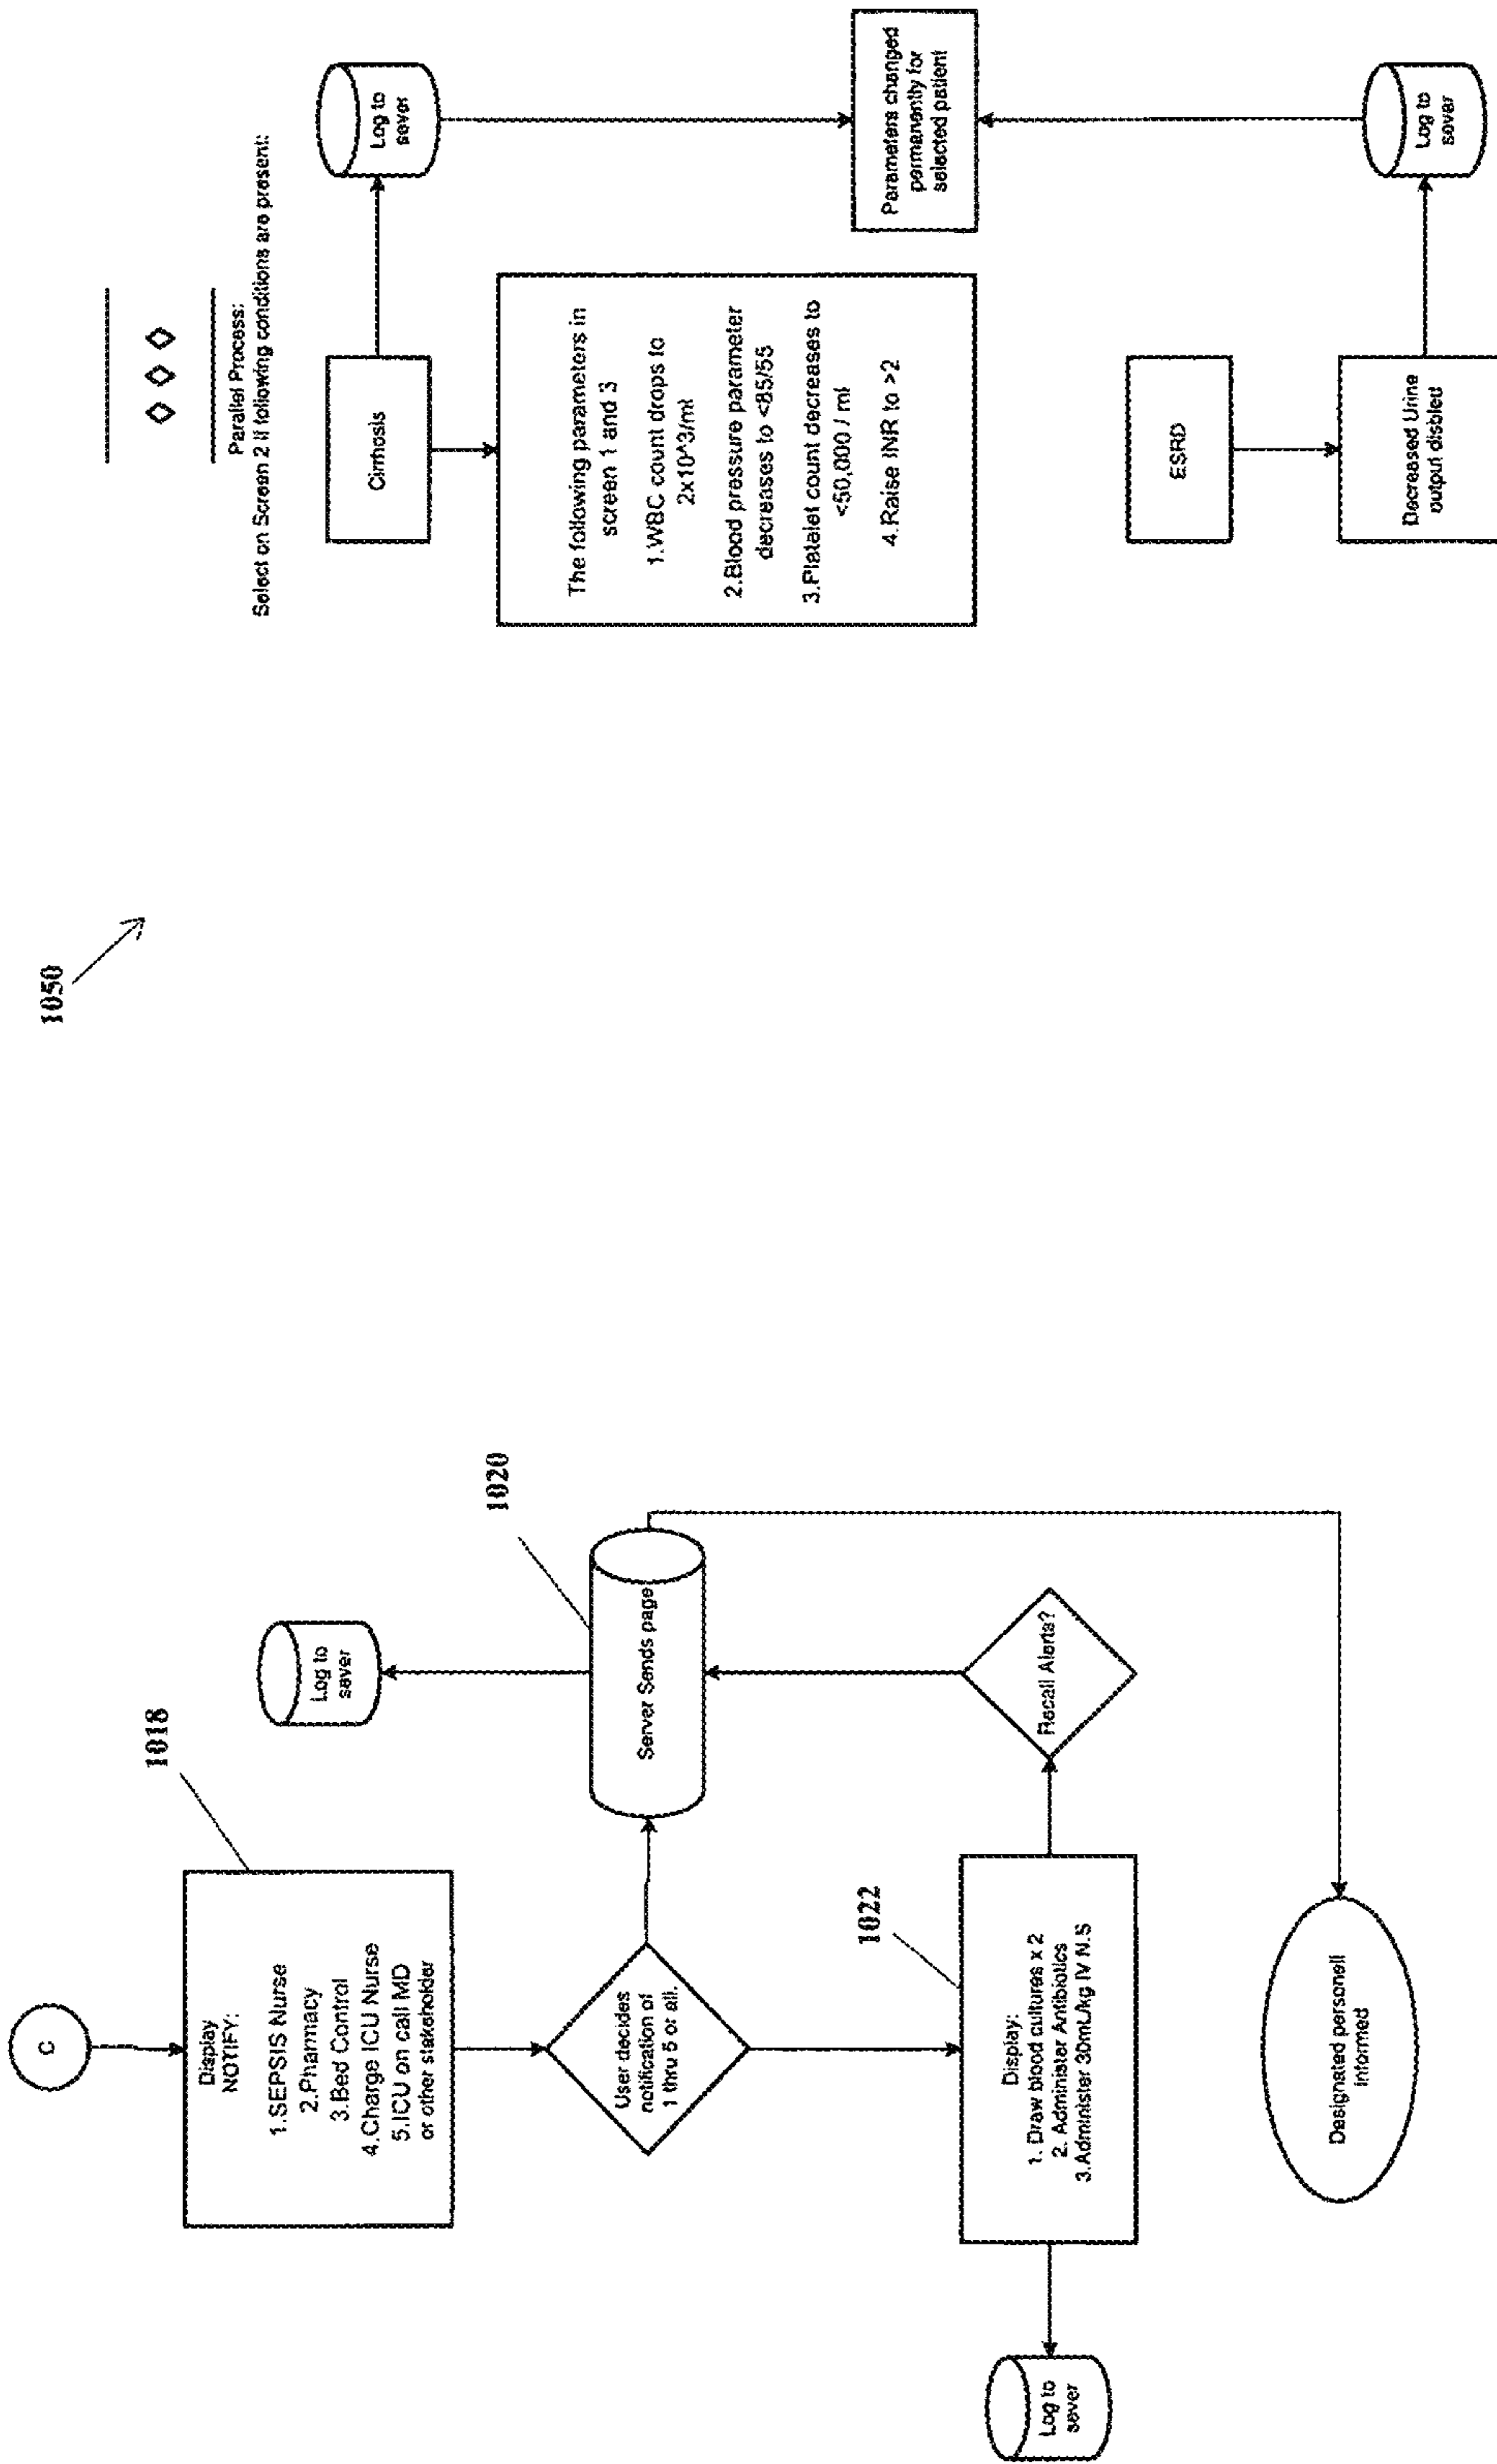 1050
C
Display
NOTIFY:
1.SEPSIS Nurse
2.Pharmacy
3.Bed Control
4.Charge ICU Nurse
5.ICU on call MD
or other stakeholder
1018
User decides
notification of
1 thru 5 or all.
Log to
saver
Server Sends page
1020
Display:
1. Draw blood cultures x 2
2. Administer Antibiotics
3.Administer 30mL/kg IV N.S
1022
Recall Alerts?
Log to
sever
Designated personell
informed
Parallel Process:
Select on Screen 2 if following conditions are present:
Cirrhosis
Log to
sever
The following parameters in
screen 1 and 3
1.WBC count drops to
2x10^3/ml
2.Blood pressure parameter
decreases to <85/55
3.Platelet count decreases to
<50,000 / ml
4.Raise INR to >2
Parameters changed
permanently for
selected patient
ESRD
Decreased Urine
output disbled
Log to
sever